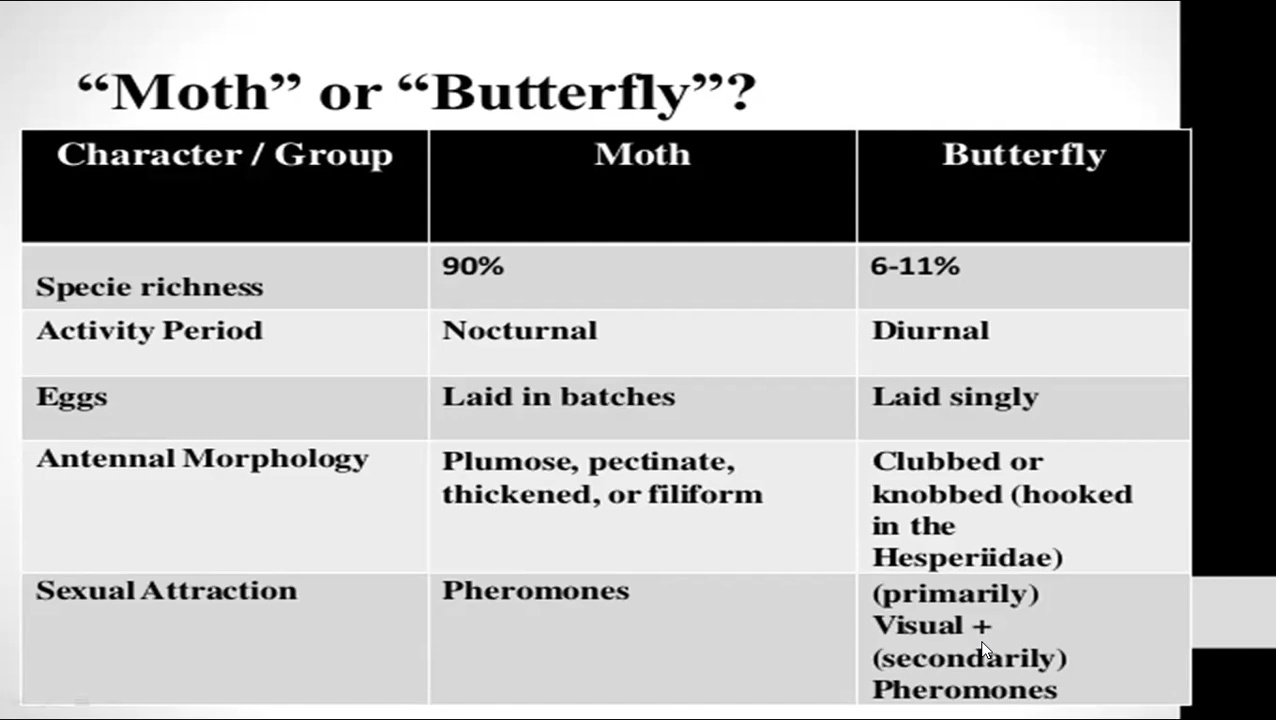 “Moth” or “Butterfly”?
Character / Group
Moth
Butterfly
Specie richness
90%
6-11%
Activity Period
Nocturnal
Diurnal
Eggs
Laid in batches
Laid singly
Antennal Morphology
Plumose, pectinate,
thickened, or filiform
Clubbed or
knobbed (hooked
in the
Hesperiidae)
Sexual Attraction
Pheromones
(primarily)
Visual +
(secondarily)
Pheromones